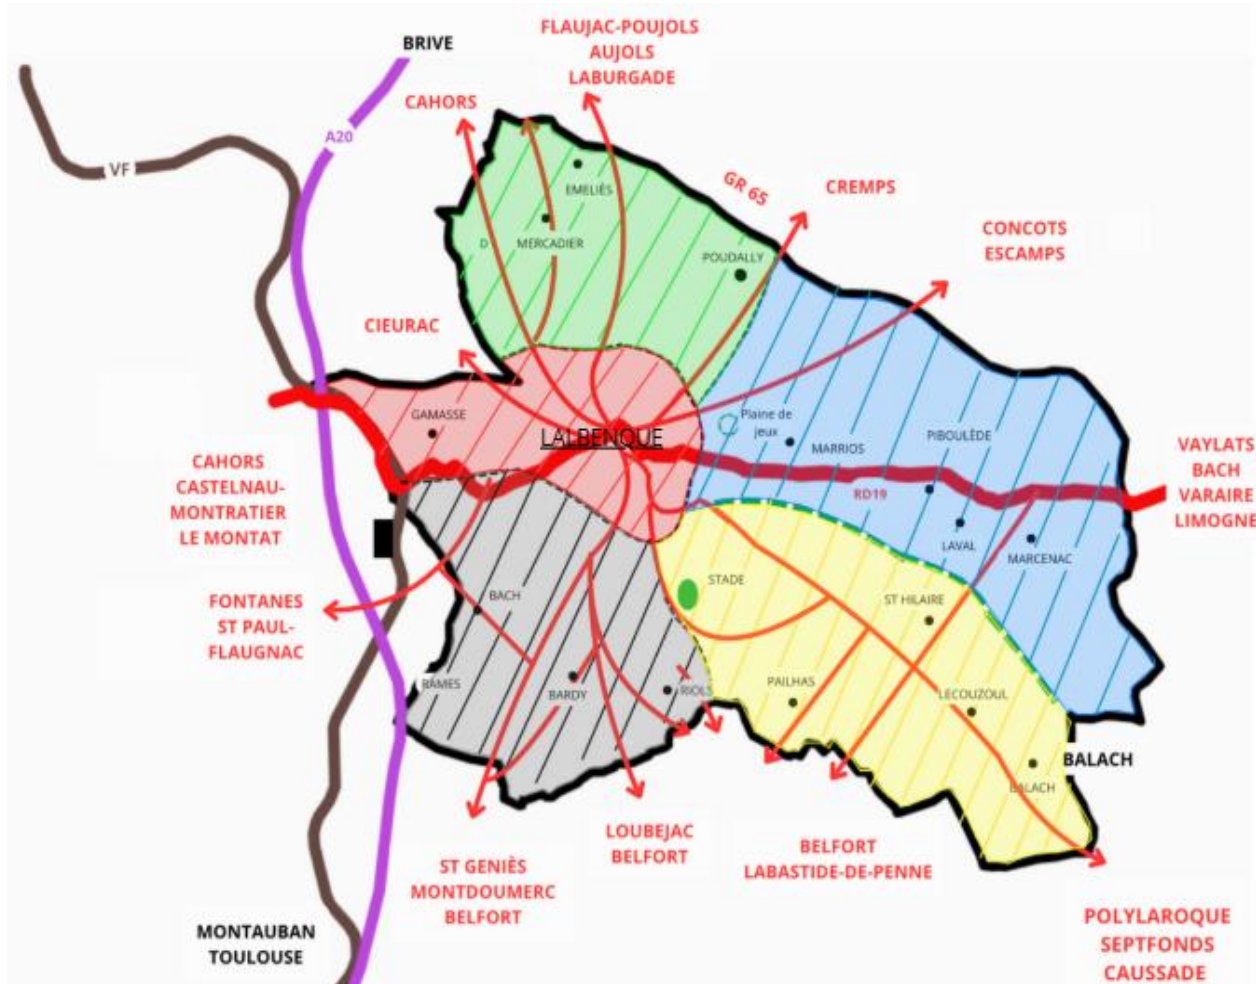 BRIVE
FLAUJAC-POUJOLS
AUJOLS
LABURGADE
CAHORS
A20
VF
EMELIÈS
GR 65
CREMPS
D
MERCADIER
POUDALLY
CONCOTS
ESCAMPS
CIEURAC
GAMASSE
LALBENQUE
Plaine de
jeux
MARRIOS
PIBOULÈDE
VAYLATS
BACH
VARAIRE
LIMOGNE
CAHORS
CASTELNAU-
MONTRATIER
LE MONTAT
RD19
LAVAL
MARCENAC
FONTANES
ST PAUL-
FLAUGNAC
BACH
STADE
ST HILAIRE
RAMES
BARDY
RIOLS
PAILHAS
LECOUZOUL
BALACH
BALACH
LOUBEJAC
BELFORT
BELFORT
LABASTIDE-DE-PENNE
ST GENIÈS
MONTDOUMERC
BELFORT
MONTAUBAN
TOULOUSE
POLYLAROQUE
SEPTFONDS
CAUSSADE